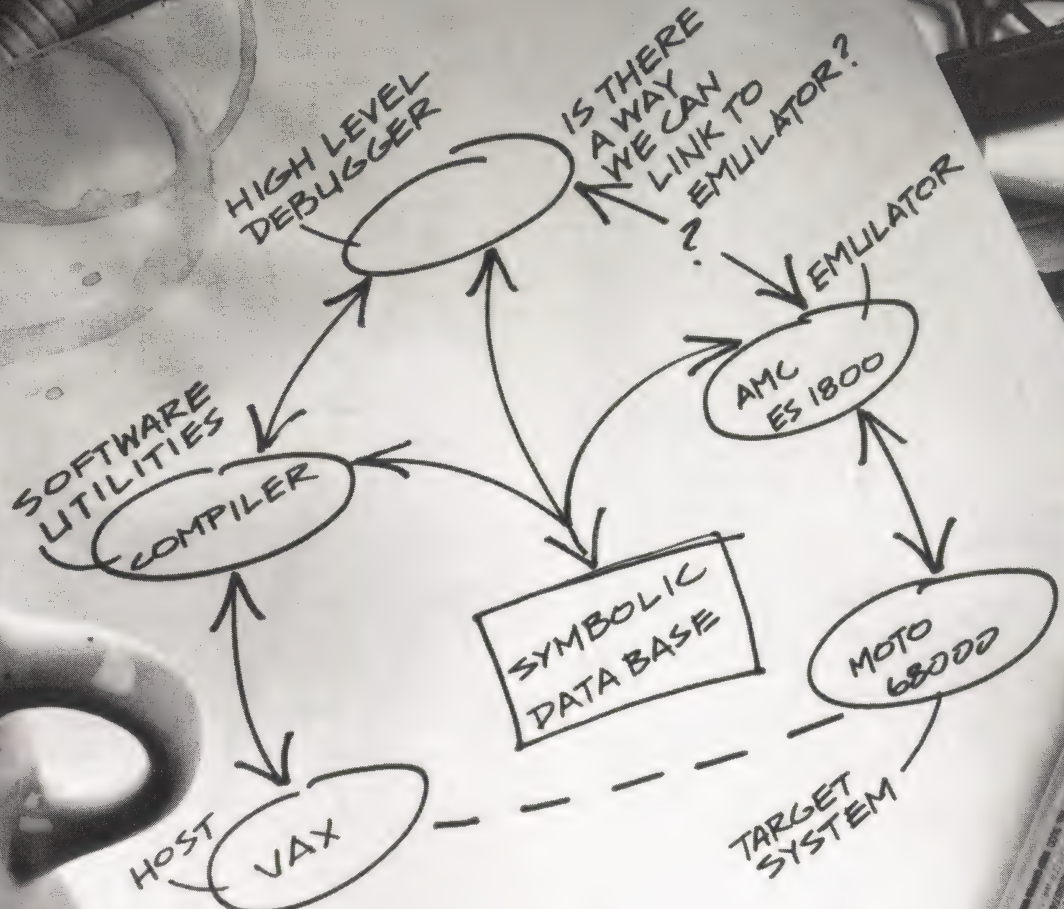 HIGH LEVEL
DEBUGGER
IS THERE
A WAY
WE CAN
LINK TO
EMULATOR?
?
EMULATOR
AMC
ES 1800
SOFTWARE
UTILITIES
COMPILER
SYMBOLIC
DATA BASE
MOTO
68000
HOST
VAX
TARGET
SYSTEM